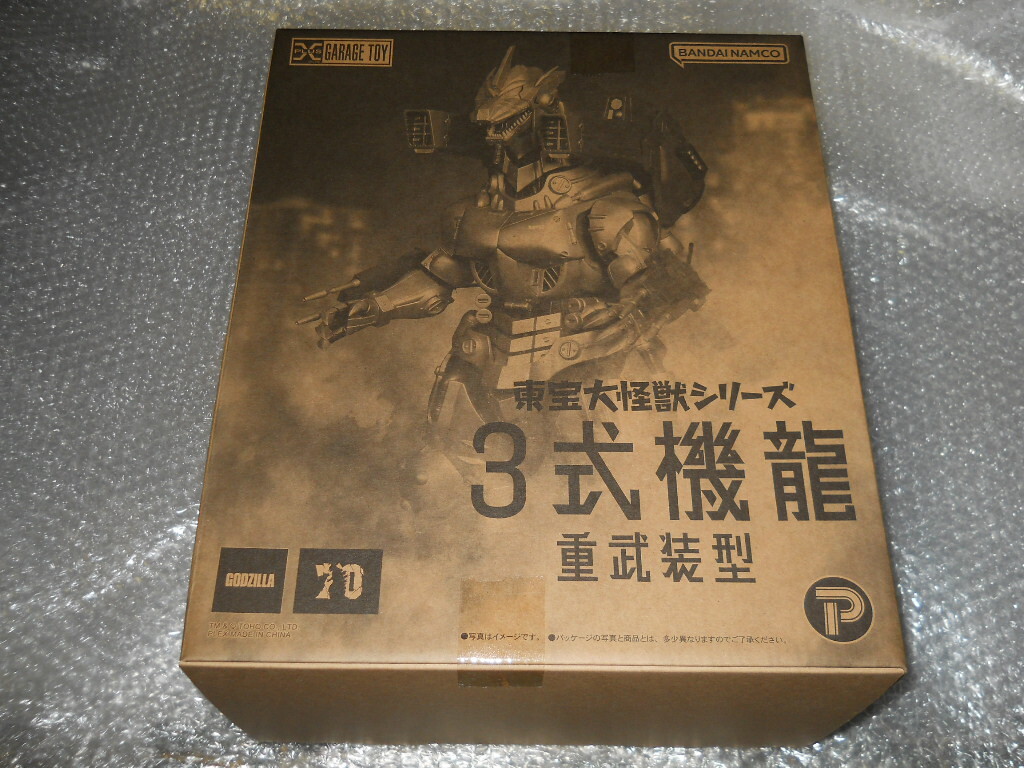 GARAGE TOY
BANDAI NAMCO
東宝大怪獣シリーズ
3式機龍
重武装型
GODZILLA
70
TM & © TOHO CO., LTD.
PLEX MADE IN CHINA
●写真はイメージです。 ●パッケージの写真と商品とは、多少異なりますのでご了承ください。